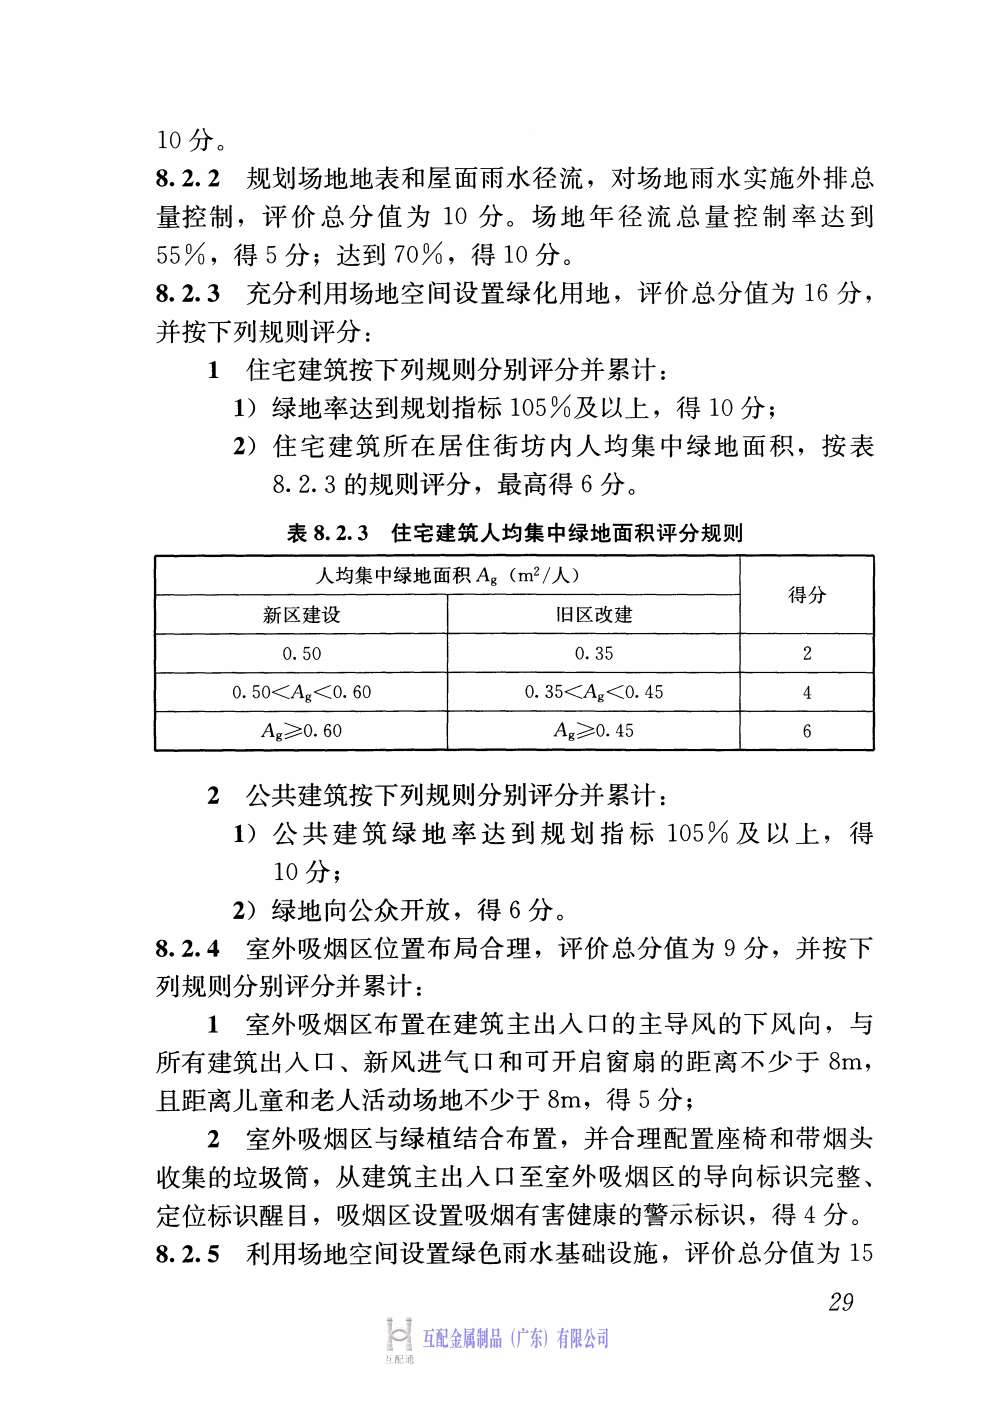 10 分。
8. 2. 2 规划场地地表和屋面雨水径流，对场地雨水实施外排总
量控制，评价总分值为 10 分。场地年径流总量控制率达到
55%，得 5 分；达到 70%，得 10 分。
8. 2. 3 充分利用场地空间设置绿化用地，评价总分值为 16 分，
并按下列规则评分：
1 住宅建筑按下列规则分别评分并累计：
1）绿地率达到规划指标 105%及以上，得 10 分；
2）住宅建筑所在居住街坊内人均集中绿地面积，按表
8. 2. 3 的规则评分，最高得 6 分。
表 8. 2. 3 住宅建筑人均集中绿地面积评分规则
人均集中绿地面积 Ag（m²/人）
得分
新区建设 旧区改建
0. 50 0. 35 2
0. 50<Ag<0. 60 0. 35<Ag<0. 45 4
Ag≥0. 60 Ag≥0. 45 6
2 公共建筑按下列规则分别评分并累计：
1）公共建筑绿地率达到规划指标 105%及以上，得
10 分；
2）绿地向公众开放，得 6 分。
8. 2. 4 室外吸烟区位置布局合理，评价总分值为 9 分，并按下
列规则分别评分并累计：
1 室外吸烟区布置在建筑主出入口的主导风的下风向，与
所有建筑出入口、新风进气口和可开启窗扇的距离不少于 8m，
且距离儿童和老人活动场地不少于 8m，得 5 分；
2 室外吸烟区与绿植结合布置，并合理配置座椅和带烟头
收集的垃圾筒，从建筑主出入口至室外吸烟区的导向标识完整、
定位标识醒目，吸烟区设置吸烟有害健康的警示标识，得 4 分。
8. 2. 5 利用场地空间设置绿色雨水基础设施，评价总分值为 15
29
互配金属制品（广东）有限公司
互配通